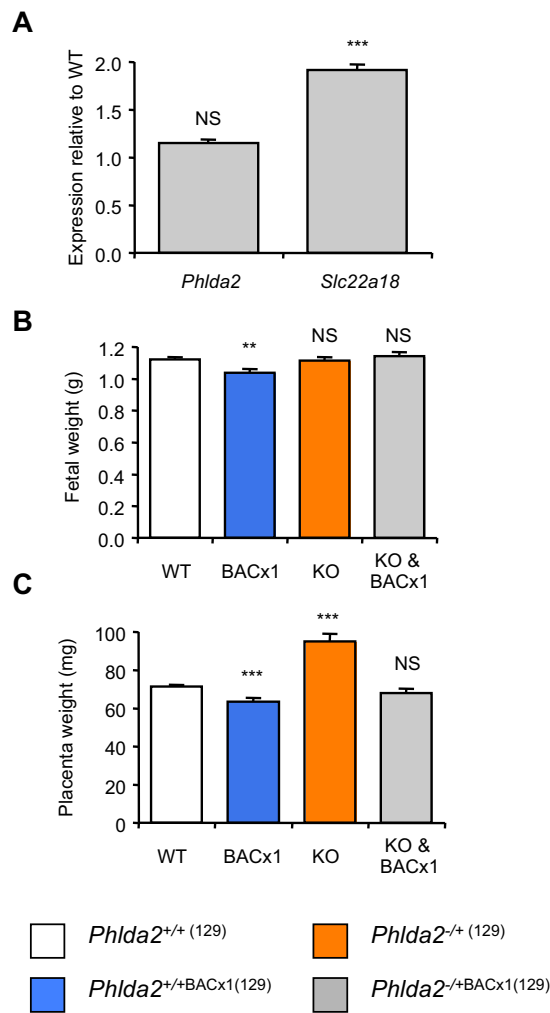 A
Expression relative to WT
2.0
1.5
1.0
0.5
0.0
NS
***
Phlda2
Slc22a18
B
Fetal weight (g)
1.2
1.0
0.8
0.6
0.4
0.2
0.0
**
NS
NS
WT
BACx1
KO
KO &
BACx1
C
Placenta weight (mg)
100
80
60
40
20
0
***
***
NS
WT
BACx1
KO
KO &
BACx1
Phlda2+/+ (129)
Phlda2-/+ (129)
Phlda2+/+BACx1(129)
Phlda2-/+BACx1(129)